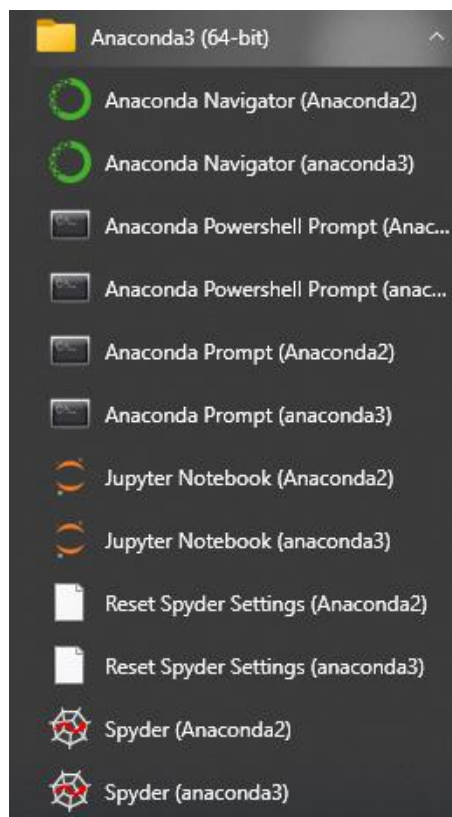 Anaconda3 (64-bit)
Anaconda Navigator (Anaconda2)
Anaconda Navigator (anaconda3)
Anaconda Powershell Prompt (Anac...
Anaconda Powershell Prompt (anac...
Anaconda Prompt (Anaconda2)
Anaconda Prompt (anaconda3)
Jupyter Notebook (Anaconda2)
Jupyter Notebook (anaconda3)
Reset Spyder Settings (Anaconda2)
Reset Spyder Settings (anaconda3)
Spyder (Anaconda2)
Spyder (anaconda3)